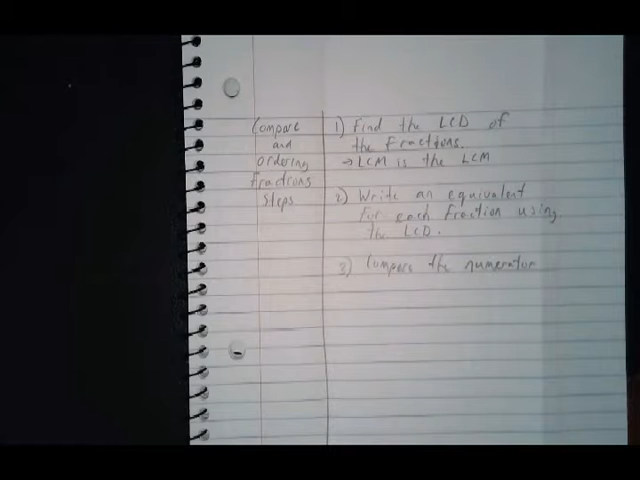 Compare
and
ordering
fractions
steps
1) Find the LCD of
the fractions.
→ LCM is the LCM
2) Write an equivalent
for each fraction using
the LCD.
3) Compare the numerator